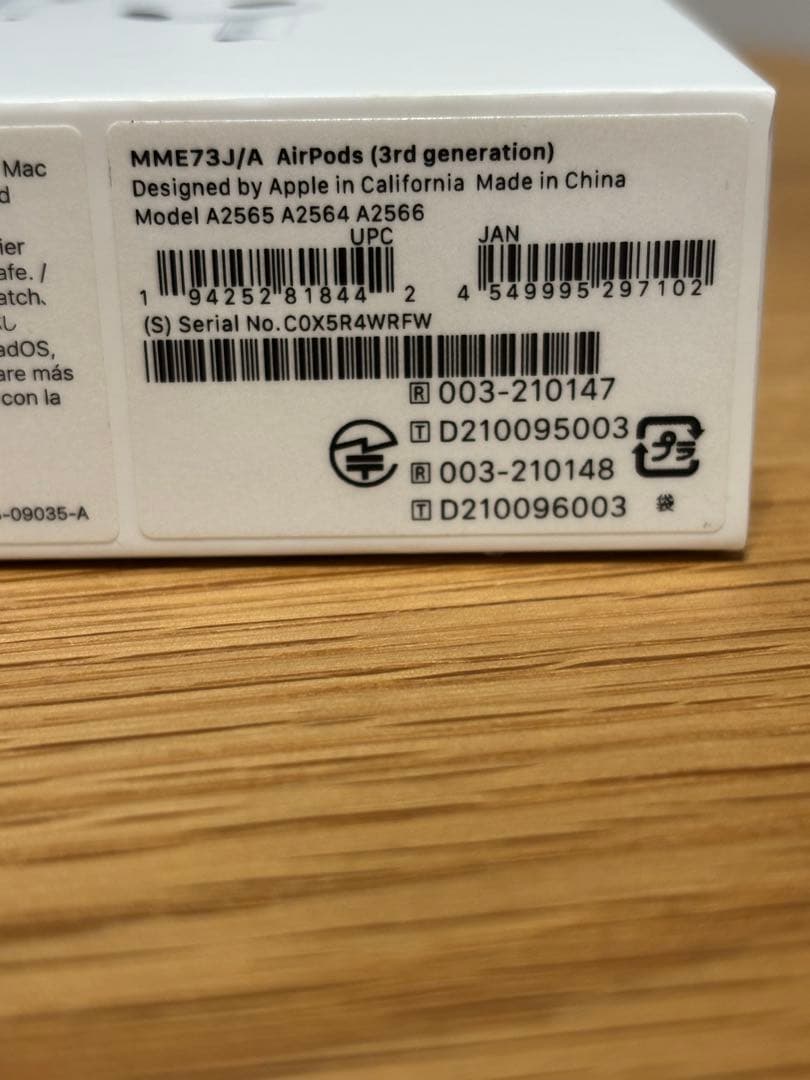 Mac
d
ier
afe. /
atch、
し
adOS,
are más
con la
-09035-A
MME73J/A AirPods (3rd generation)
Designed by Apple in California Made in China
Model A2565 A2564 A2566
UPC JAN
1 94252 81844 2 4 549995 297102
(S) Serial No. C0X5R4WRFW
R 003-210147
T D210095003
R 003-210148
T D210096003
プラ
袋